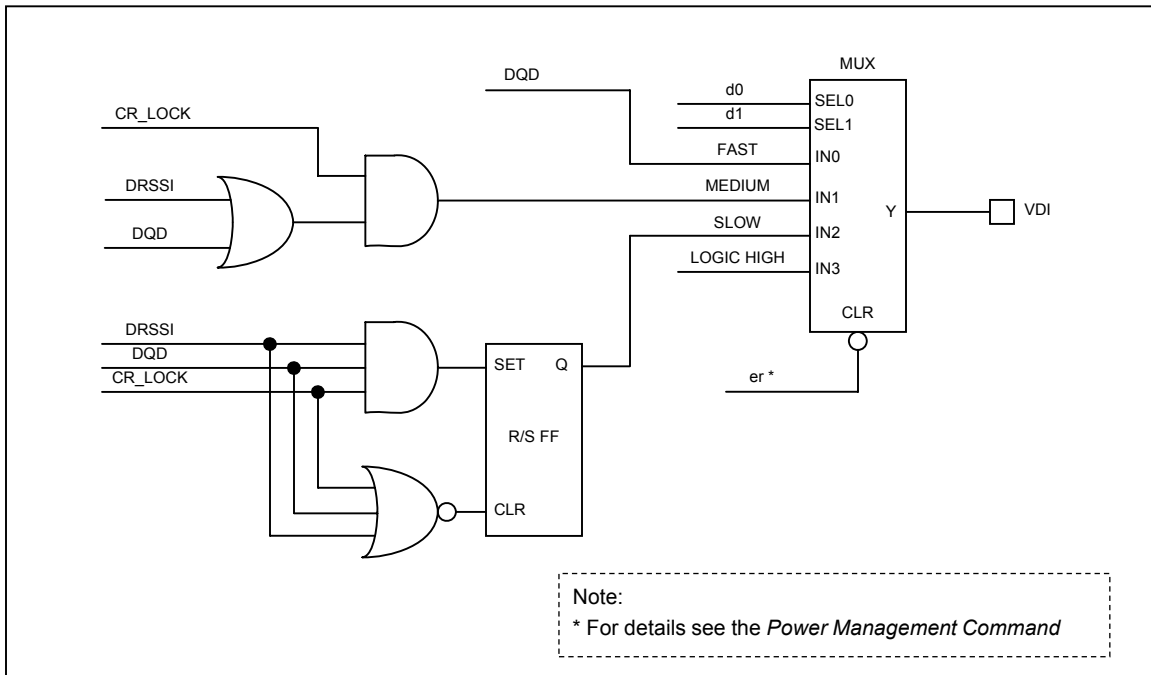 MUX
DQD
d0
SEL0
CR_LOCK
d1
SEL1
FAST
IN0
DRSSI
MEDIUM
IN1
Y
VDI
DQD
SLOW
IN2
LOGIC HIGH
IN3
CLR
DRSSI
DQD
SET
Q
CR_LOCK
er *
R/S FF
CLR
Note:
* For details see the Power Management Command